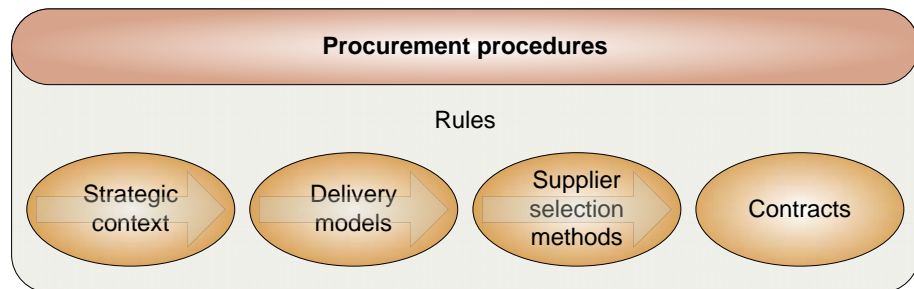 Procurement procedures
Rules
Strategic
context
Delivery
models
Supplier
selection
methods
Contracts